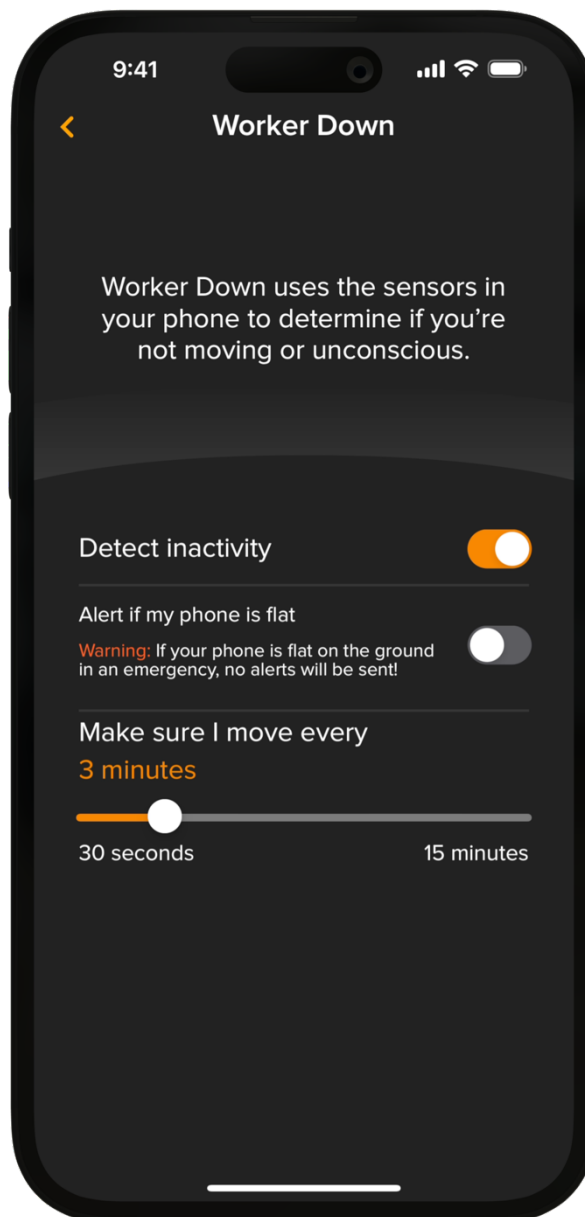 9:41
Worker Down
Worker Down uses the sensors in
your phone to determine if you’re
not moving or unconscious.
Detect inactivity
Alert if my phone is flat
Warning: If your phone is flat on the ground
in an emergency, no alerts will be sent!
Make sure I move every
3 minutes
30 seconds
15 minutes